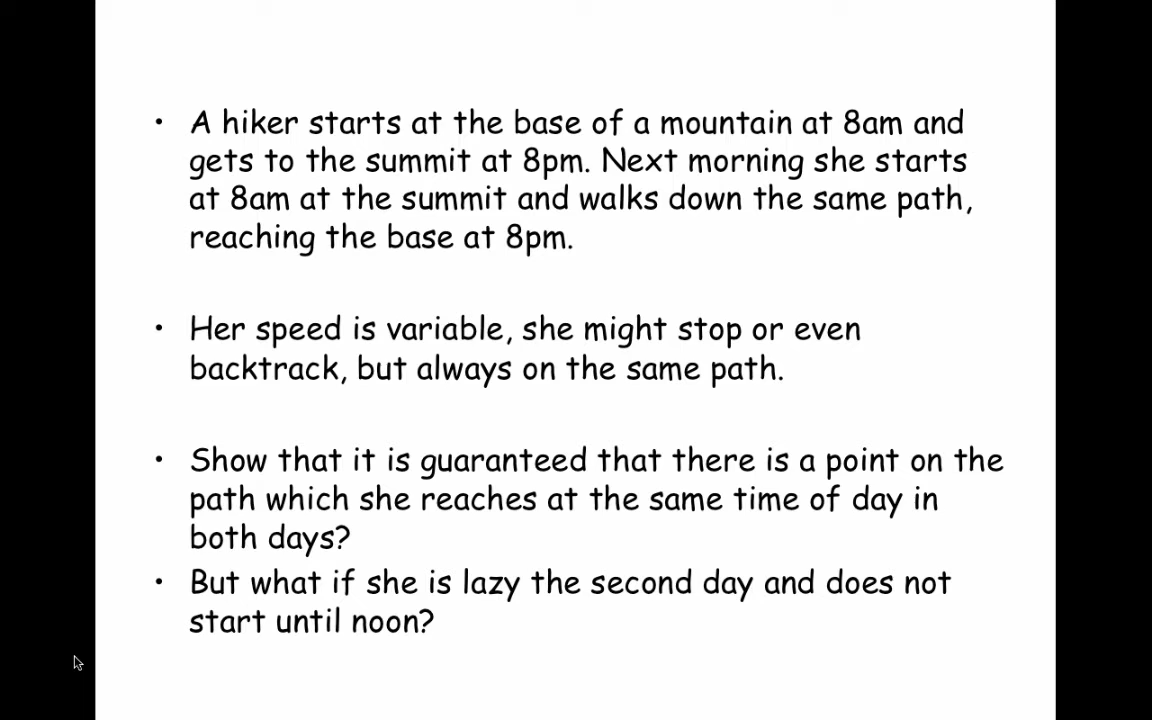 • A hiker starts at the base of a mountain at 8am and
gets to the summit at 8pm. Next morning she starts
at 8am at the summit and walks down the same path,
reaching the base at 8pm.
• Her speed is variable, she might stop or even
backtrack, but always on the same path.
• Show that it is guaranteed that there is a point on the
path which she reaches at the same time of day in
both days?
• But what if she is lazy the second day and does not
start until noon?